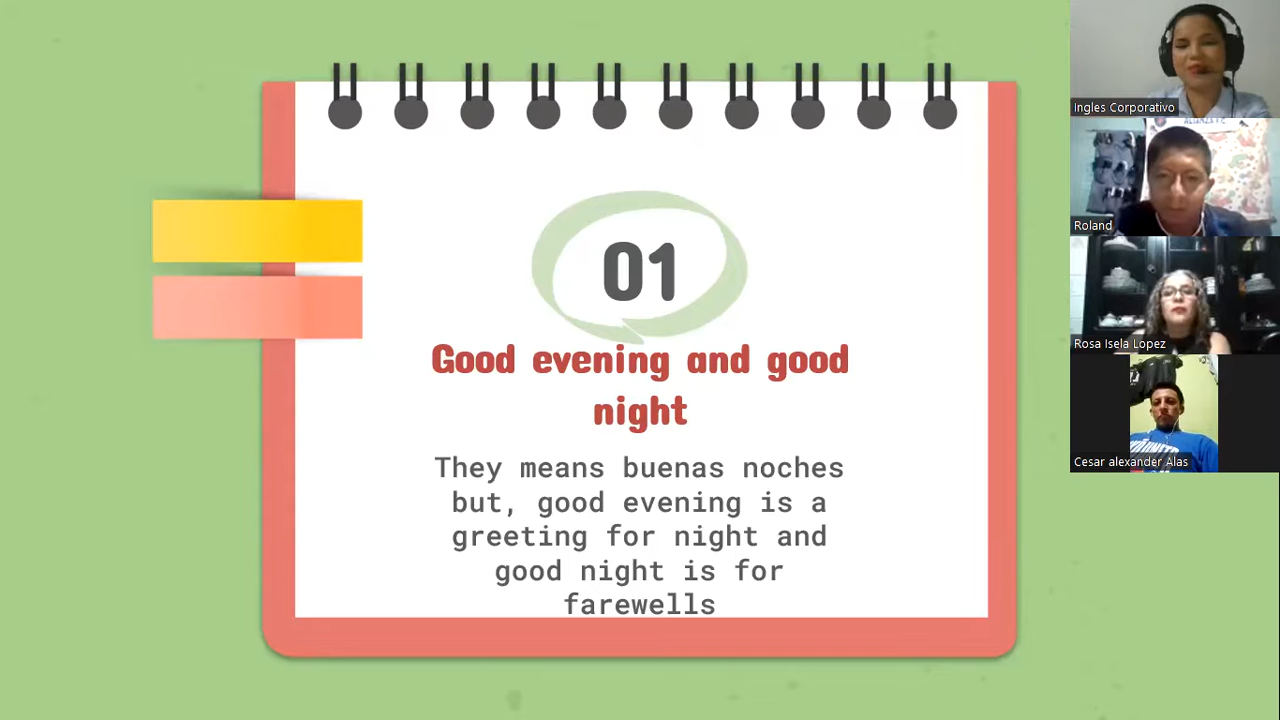 01
Good evening and good
night
They means buenas noches
but, good evening is a
greeting for night and
good night is for
farewells
Ingles Corporativo
Roland
Rosa Isela Lopez
Cesar alexander Alas